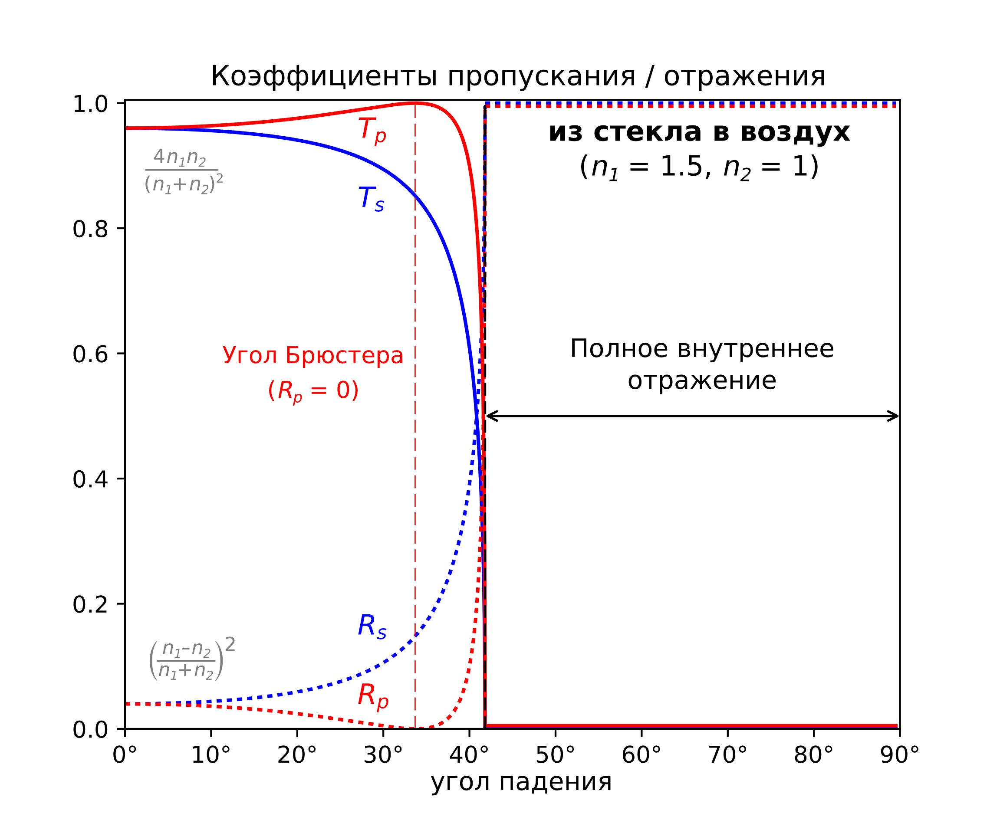 Коэффициенты пропускания / отражения
1.0
0.8
0.6
0.4
0.2
0.0
из стекла в воздух
(n₁ = 1.5, n₂ = 1)
Tₚ
4n₁n₂
(n₁+n₂)²
Tₛ
Угол Брюстера
(Rₚ = 0)
Полное внутреннее
отражение
Rₛ
(n₁–n₂
n₁+n₂)²
Rₚ
0° 10° 20° 30° 40° 50° 60° 70° 80° 90°
угол падения